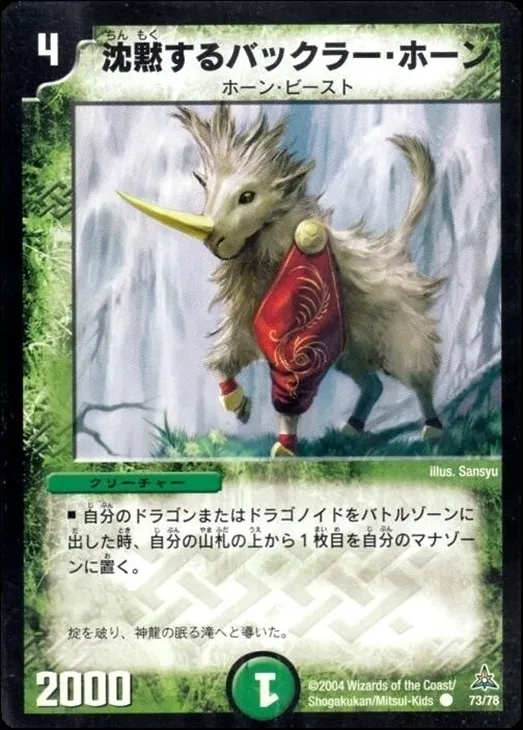 4
沈黙するバックラー・ホーン
ホーン・ビースト
illus. Sansyu
クリーチャー
■ 自分のドラゴンまたはドラゴノイドをバトルゾーンに
出した時、自分の山札の上から1枚目を自分のマナゾー
ンに置く。
掟を破り、神龍の眠る滝へと導いた。
2000
1
©2004 Wizards of the Coast/
Shogakukan/Mitsui-Kids
73/78